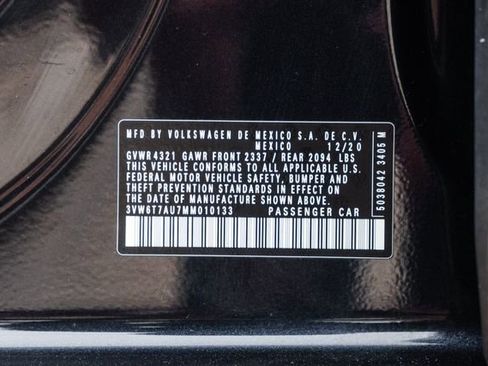 MFD BY VOLKSWAGEN DE MEXICO S.A. DE C.V.
MEXICO 12/20
GVWR 4321 GAWR FRONT 2337 / REAR 2094 LBS
THIS VEHICLE CONFORMS TO ALL APPLICABLE U.S.
FEDERAL MOTOR VEHICLE SAFETY, BUMPER AND
THEFT PREVENTION STANDARDS IN EFFECT ON
THE DATE OF MANUFACTURE SHOWN ABOVE.
3VW6T7AU7MM010133 PASSENGER CAR
5038042 3405 M